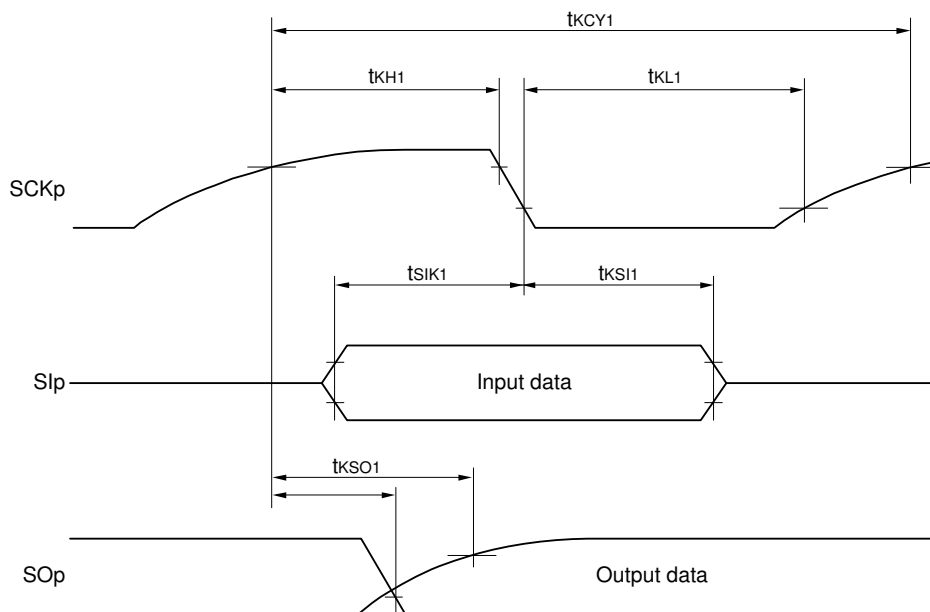 tKCY1
tKH1
tKL1
SCKp
tSIK1
tKSI1
SIp
Input data
tKSO1
SOp
Output data